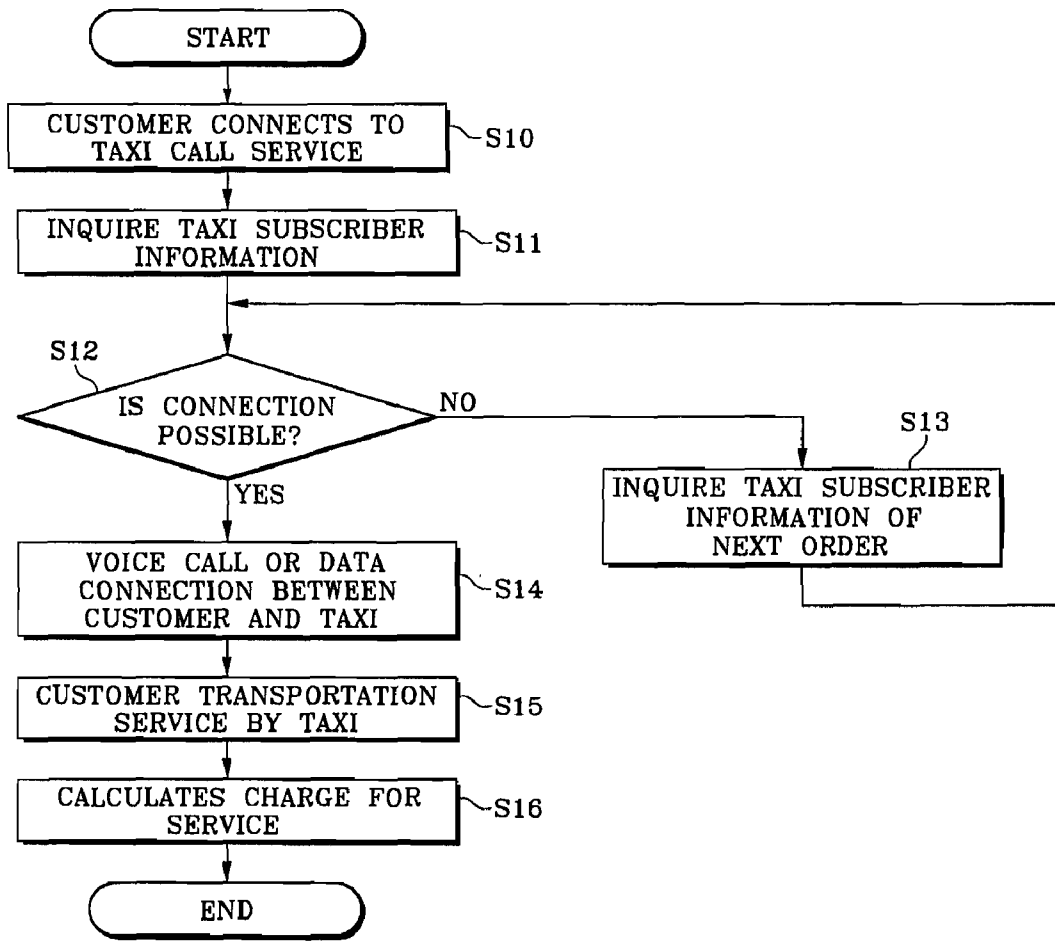 START
CUSTOMER CONNECTS TO
TAXI CALL SERVICE
S10
INQUIRE TAXI SUBSCRIBER
INFORMATION
S11
S12
IS CONNECTION
POSSIBLE?
NO
YES
S13
INQUIRE TAXI SUBSCRIBER
INFORMATION OF
NEXT ORDER
VOICE CALL OR DATA
CONNECTION BETWEEN
CUSTOMER AND TAXI
S14
CUSTOMER TRANSPORTATION
SERVICE BY TAXI
S15
CALCULATES CHARGE FOR
SERVICE
S16
END